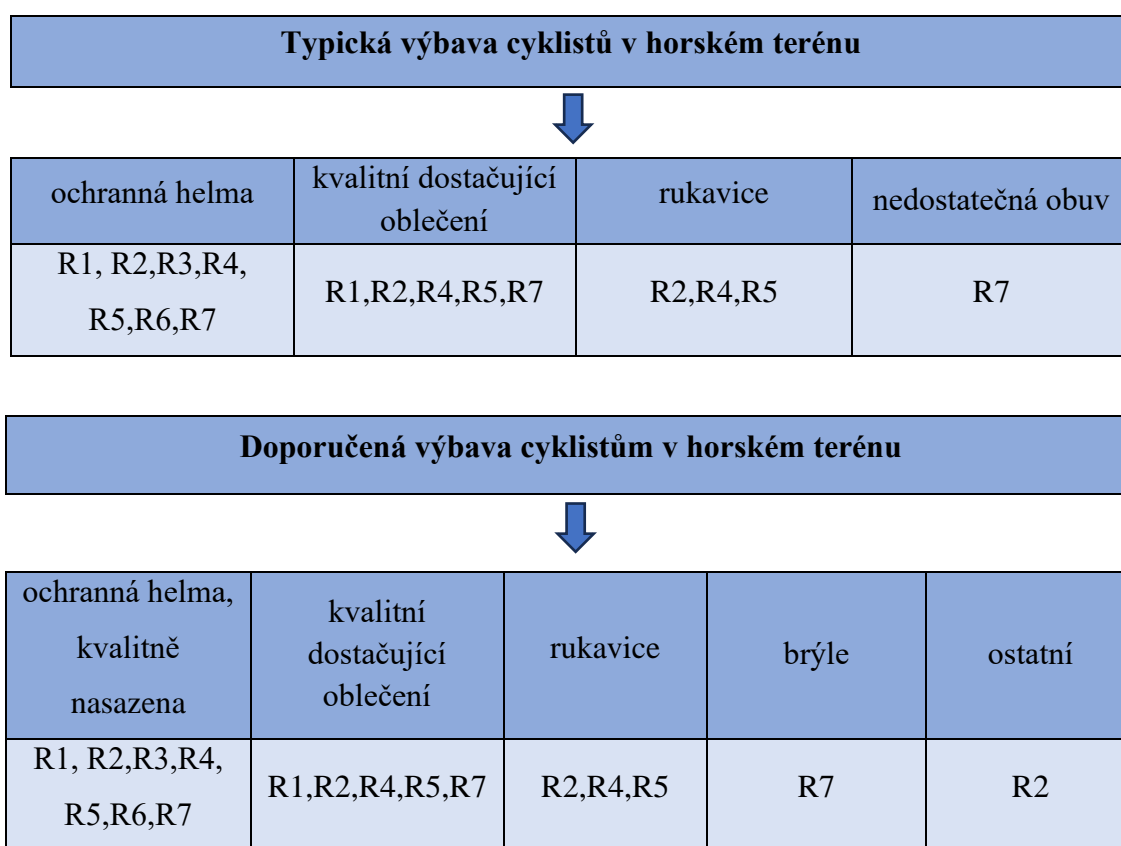 Typická výbava cyklistů v horském terénu
ochranná helma
kvalitní dostačující
oblečení
rukavice
nedostatečná obuv
R1, R2,R3,R4,
R5,R6,R7
R1,R2,R4,R5,R7
R2,R4,R5
R7
Doporučená výbava cyklistům v horském terénu
ochranná helma,
kvalitně
nasazena
kvalitní
dostačující
oblečení
rukavice
brýle
ostatní
R1, R2,R3,R4,
R5,R6,R7
R1,R2,R4,R5,R7
R2,R4,R5
R7
R2